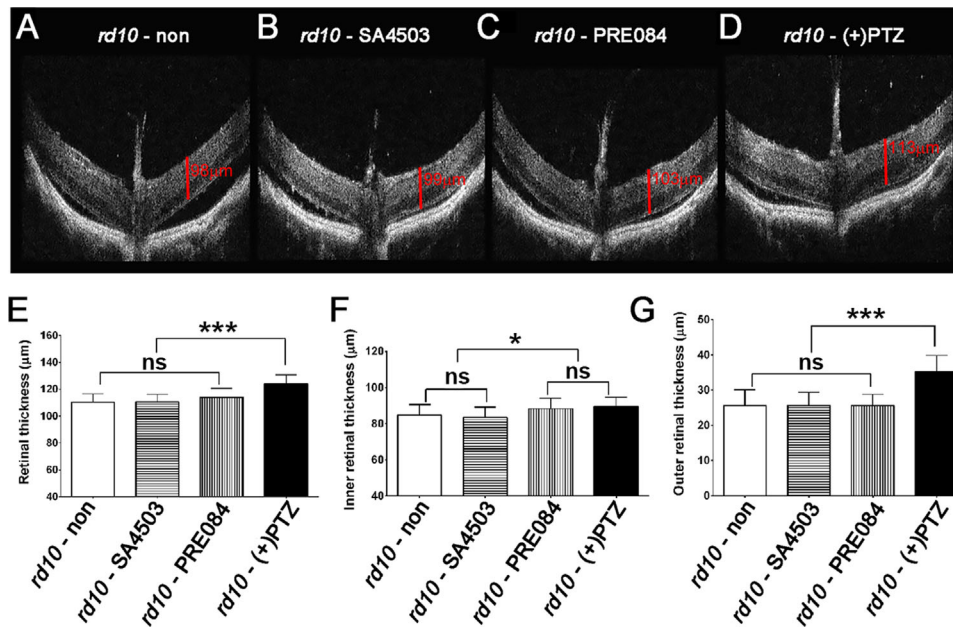 A
rd10 - non
B
rd10 - SA4503
C
rd10 - PRE084
D
rd10 - (+)PTZ
98μm
99μm
103μm
113μm
E
Retinal thickness (μm)
160
140
120
100
80
60
40
***
ns
rd10 - non
rd10 - SA4503
rd10 - PRE084
rd10 - (+)PTZ
F
Inner retinal thickness (μm)
120
100
80
60
40
*
ns
ns
rd10 - non
rd10 - SA4503
rd10 - PRE084
rd10 - (+)PTZ
G
Outer retinal thickness (μm)
50
40
30
20
10
0
***
ns
rd10 - non
rd10 - SA4503
rd10 - PRE084
rd10 - (+)PTZ